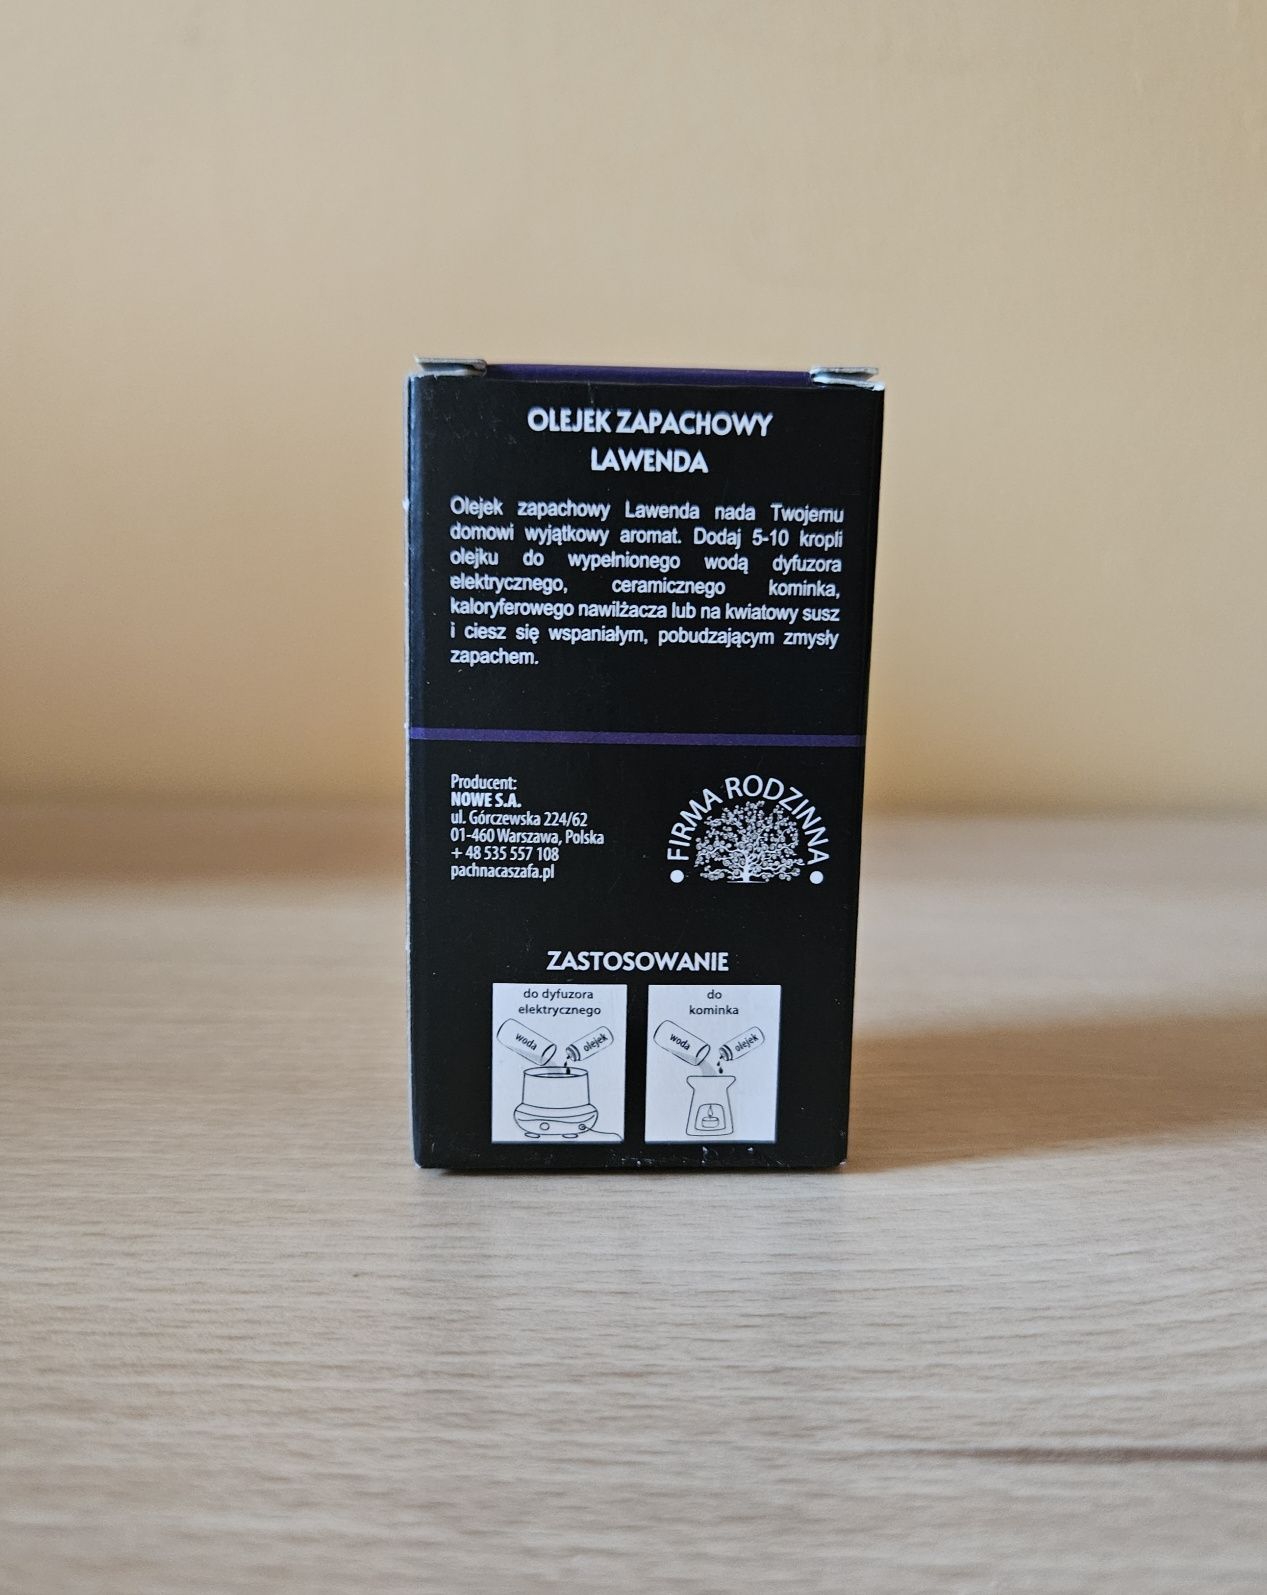 OLEJEK ZAPACHOWY
LAWENDA
Olejek zapachowy Lawenda nada Twojemu
domowi wyjątkowy aromat. Dodaj 5-10 kropli
olejku do wypełnionego wodą dyfuzora
elektrycznego, ceramicznego kominka,
kaloryferowego nawilżacza lub na kwiatowy susz
i ciesz się wspaniałym, pobudzającym zmysły
zapachem.
Producent:
NOWE S.A.
ul. Górczewska 224/62
01-460 Warszawa, Polska
+ 48 535 557 108
pachnacaszafa.pl
• FIRMA RODZINNA •
ZASTOSOWANIE
do dyfuzora
elektrycznego
woda
olejek
do
kominka
woda
olejek